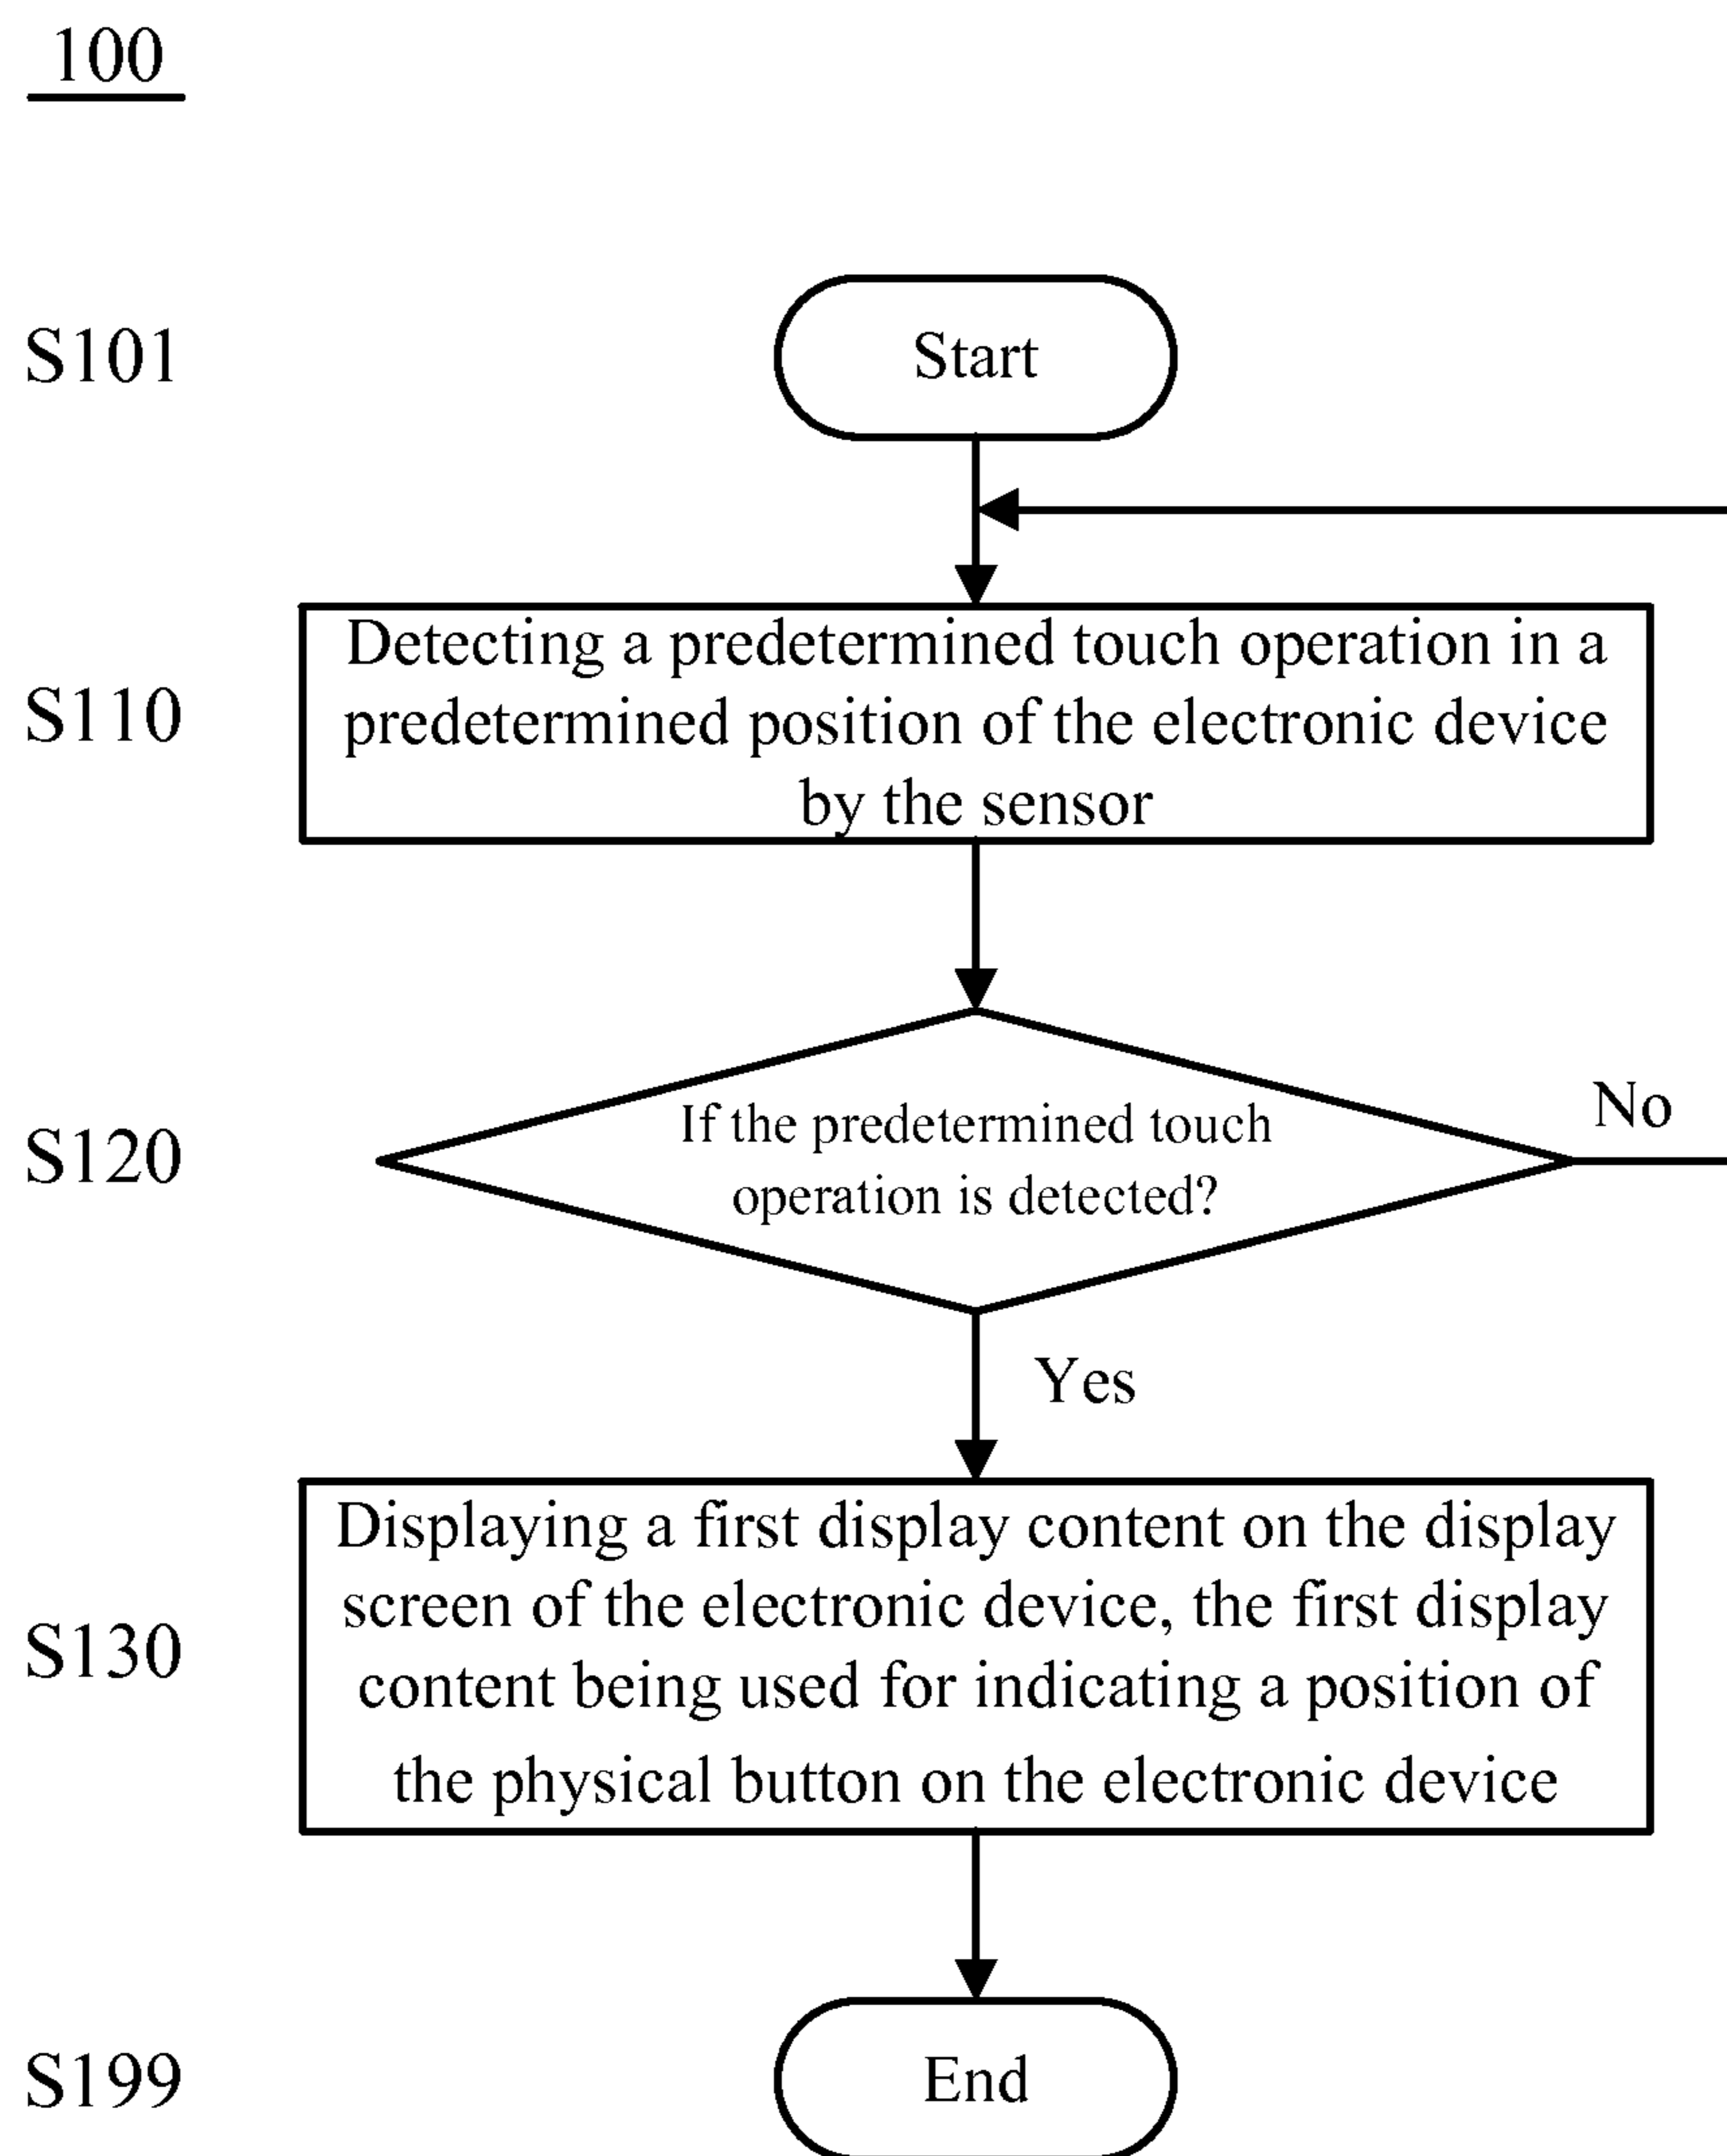 100
S101
Start
S110
Detecting a predetermined touch operation in a
predetermined position of the electronic device
by the sensor
S120
If the predetermined touch
operation is detected?
No
Yes
S130
Displaying a first display content on the display
screen of the electronic device, the first display
content being used for indicating a position of
the physical button on the electronic device
S199
End